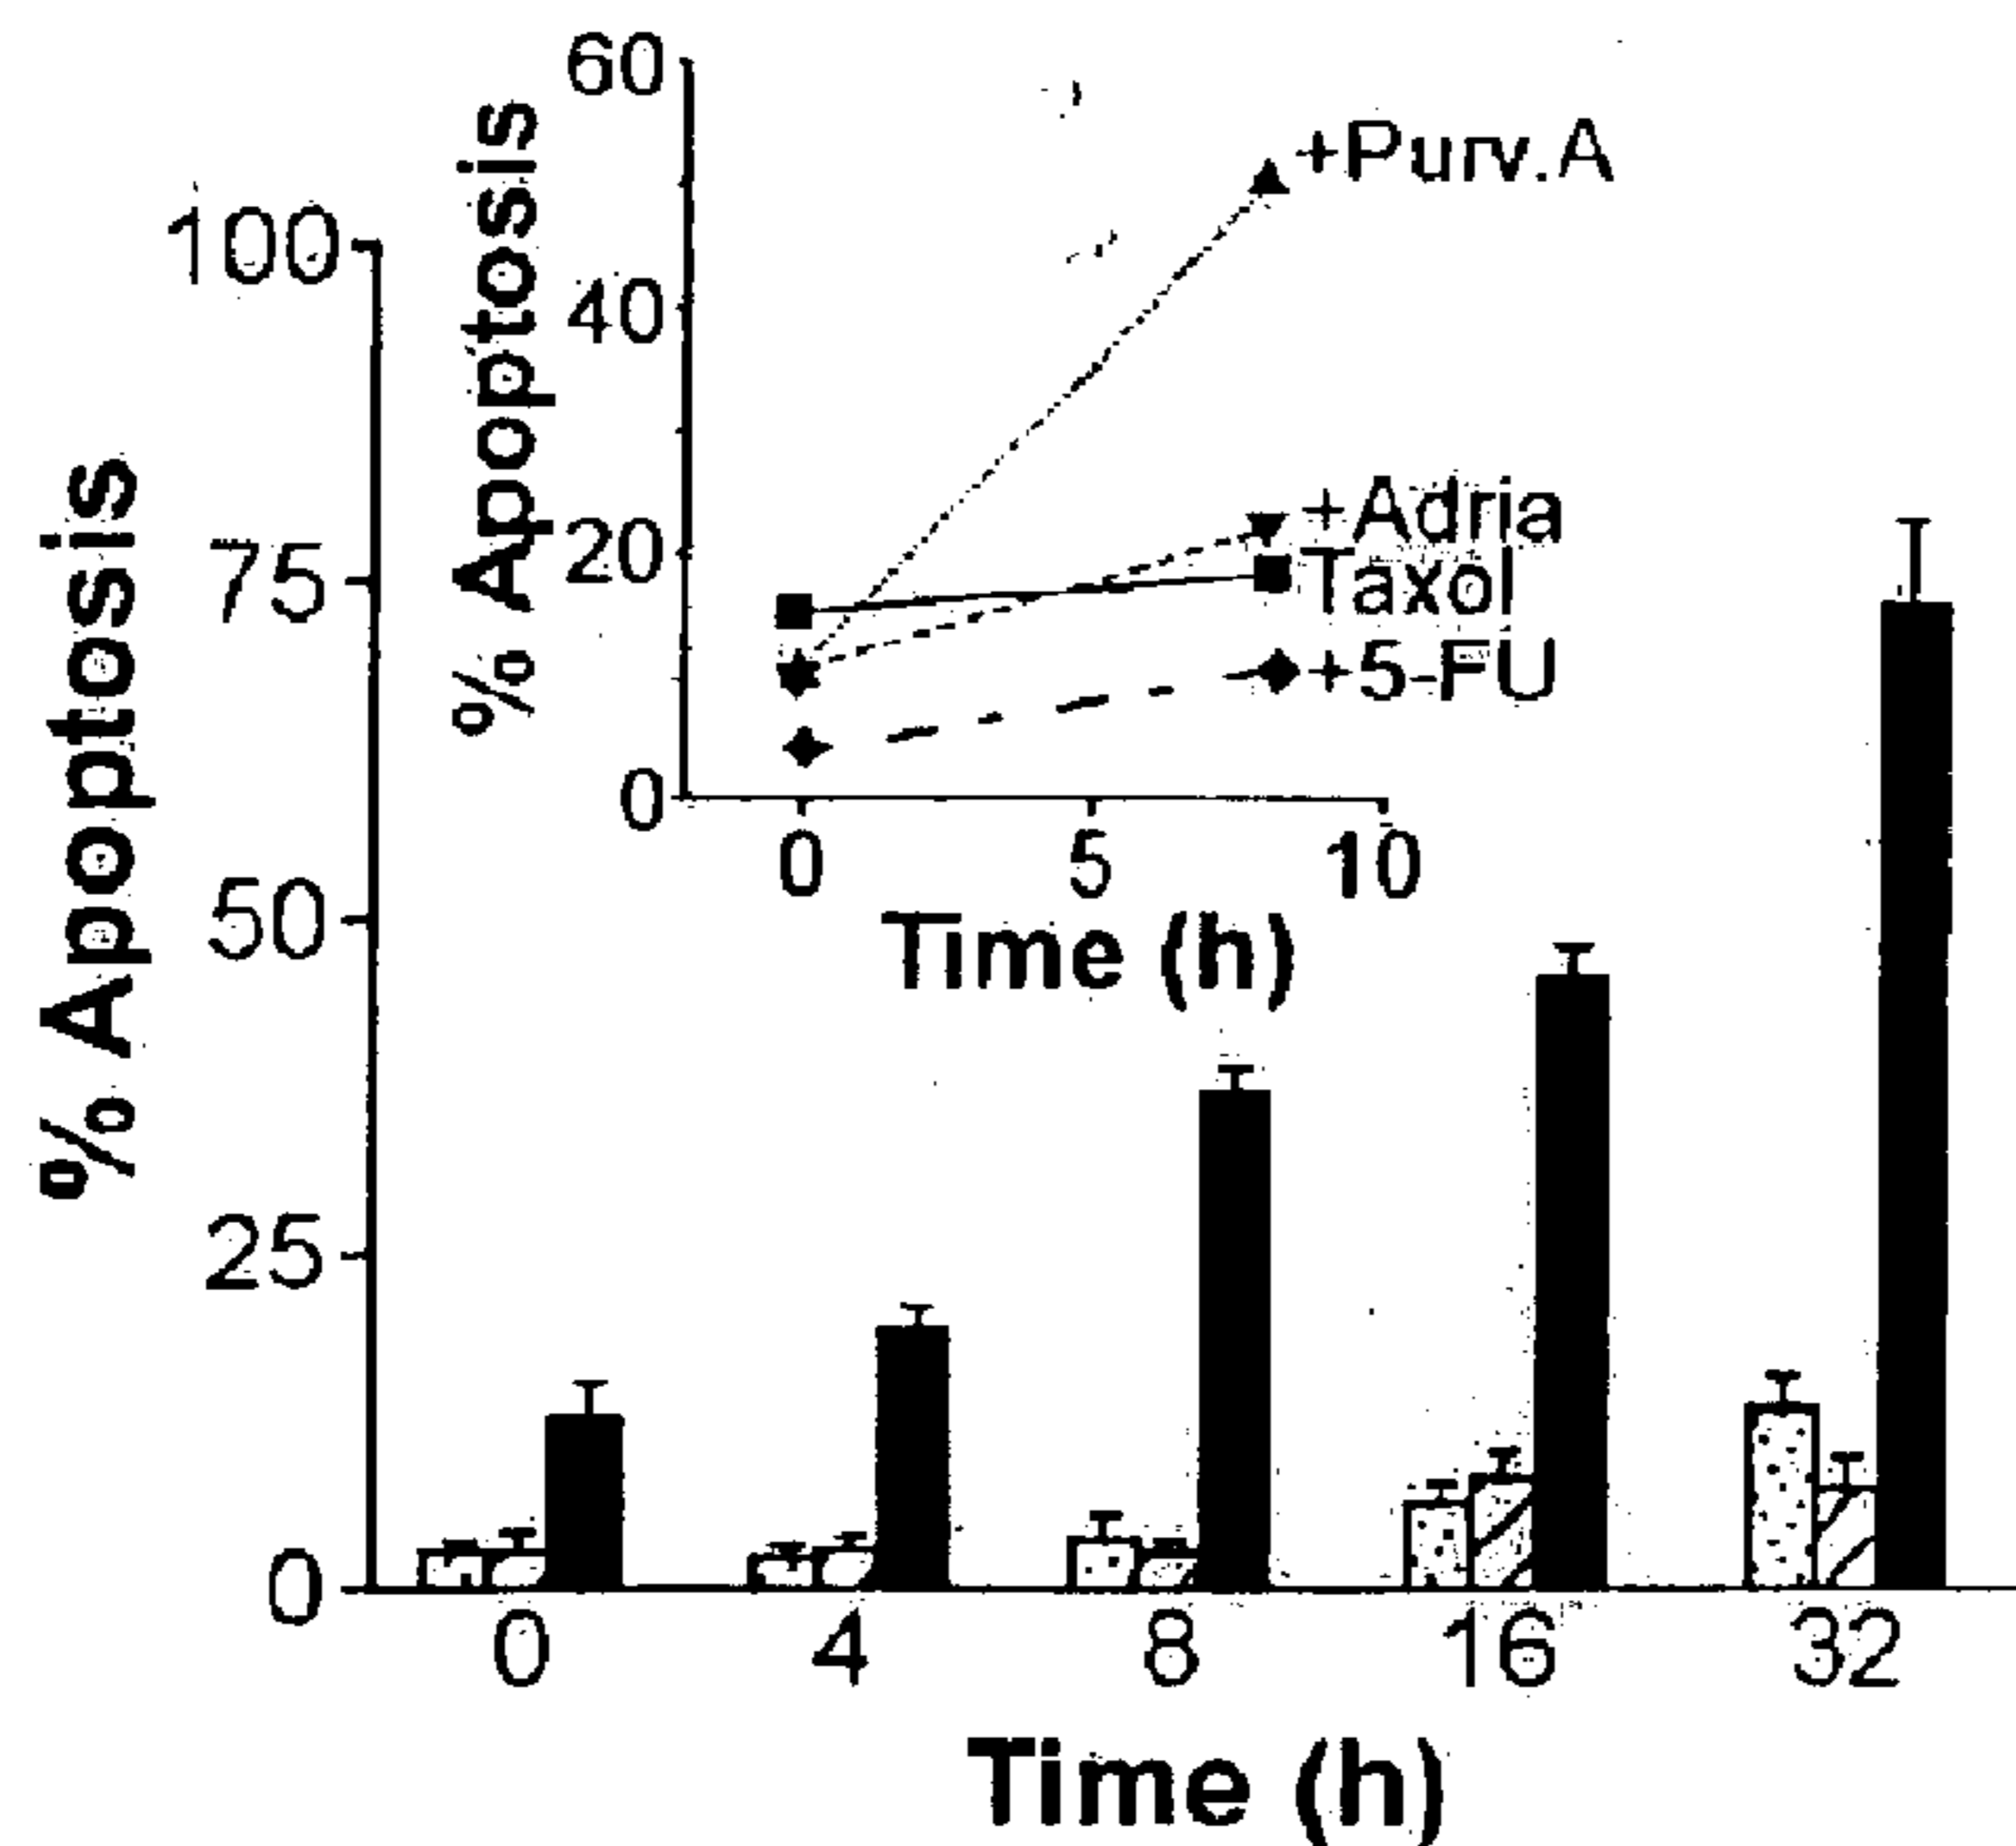 60
% Apoptosis
+Purv.A
100
40
+Adria
75
20
Taxol
% Apoptosis
+5-FU
0
0 5 10
50
Time (h)
25
0
0 4 8 16 32
Time (h)